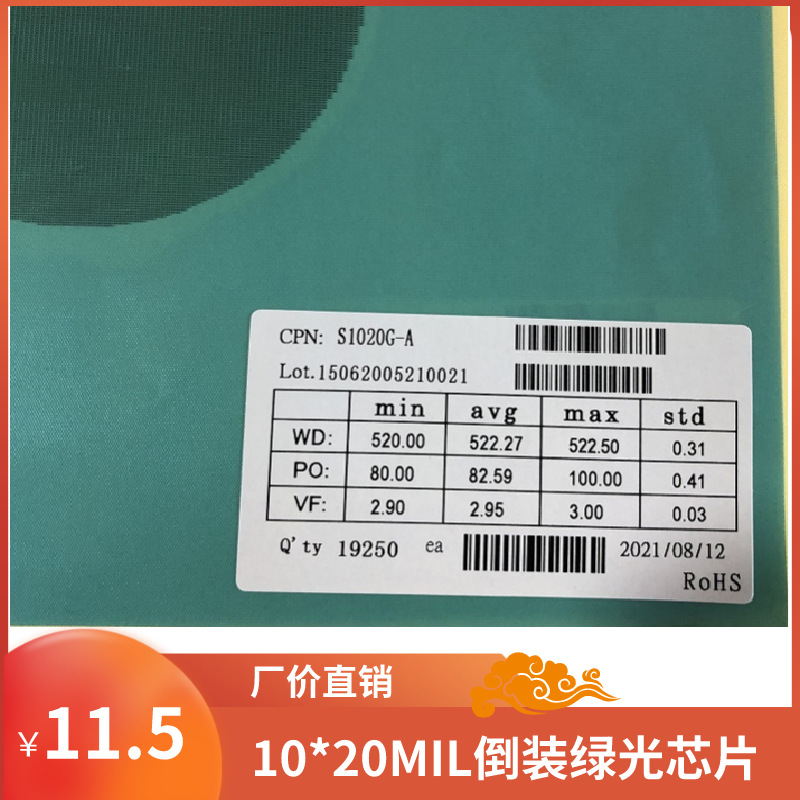 CPN: S1020G-A
Lot.15062005210021
min avg max std
WD: 520.00 522.27 522.50 0.31
PO: 80.00 82.59 100.00 0.41
VF: 2.90 2.95 3.00 0.03
Q'ty 19250 ea 2021/08/12
RoHS
厂价直销
¥11.5
10*20MIL倒装绿光芯片